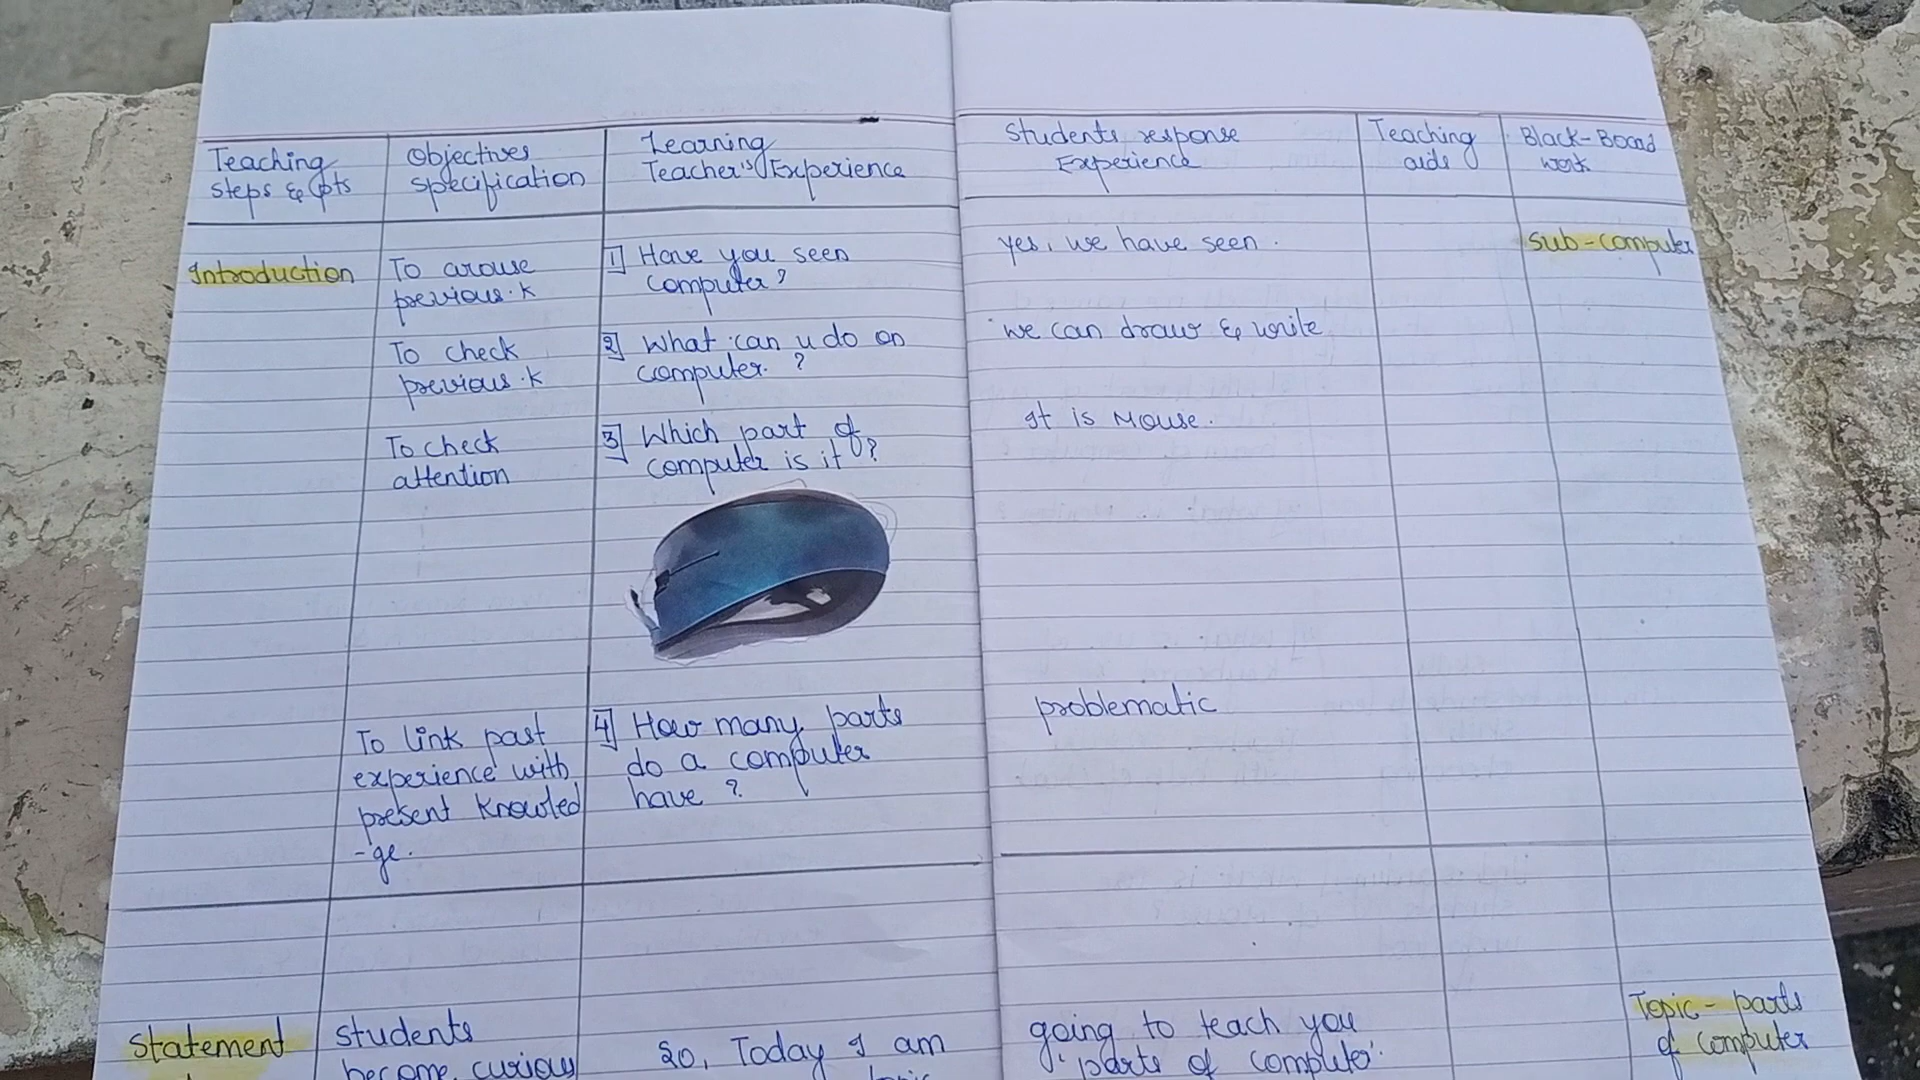 Teaching
steps & pts
Objectives
specification
Learning
Teacher's Experience
Students response
Experience
Teaching
aids
Black-Board
work
Introduction
To arouse
previous.k
1] Have you seen
computer?
yes, we have seen.
Sub-computer
To check
previous.k
2] What can u do on
computer. ?
we can draw & write
To check
attention
3] Which part of
computer is it?
It is Mouse.
To link past
experience with
present knowled
-ge.
4] How many parts
do a computer
have ?
problematic
Statement
students
become curious
So, Today I am
topic
going to teach you
'parts of computer'.
Topic - parts
of computer